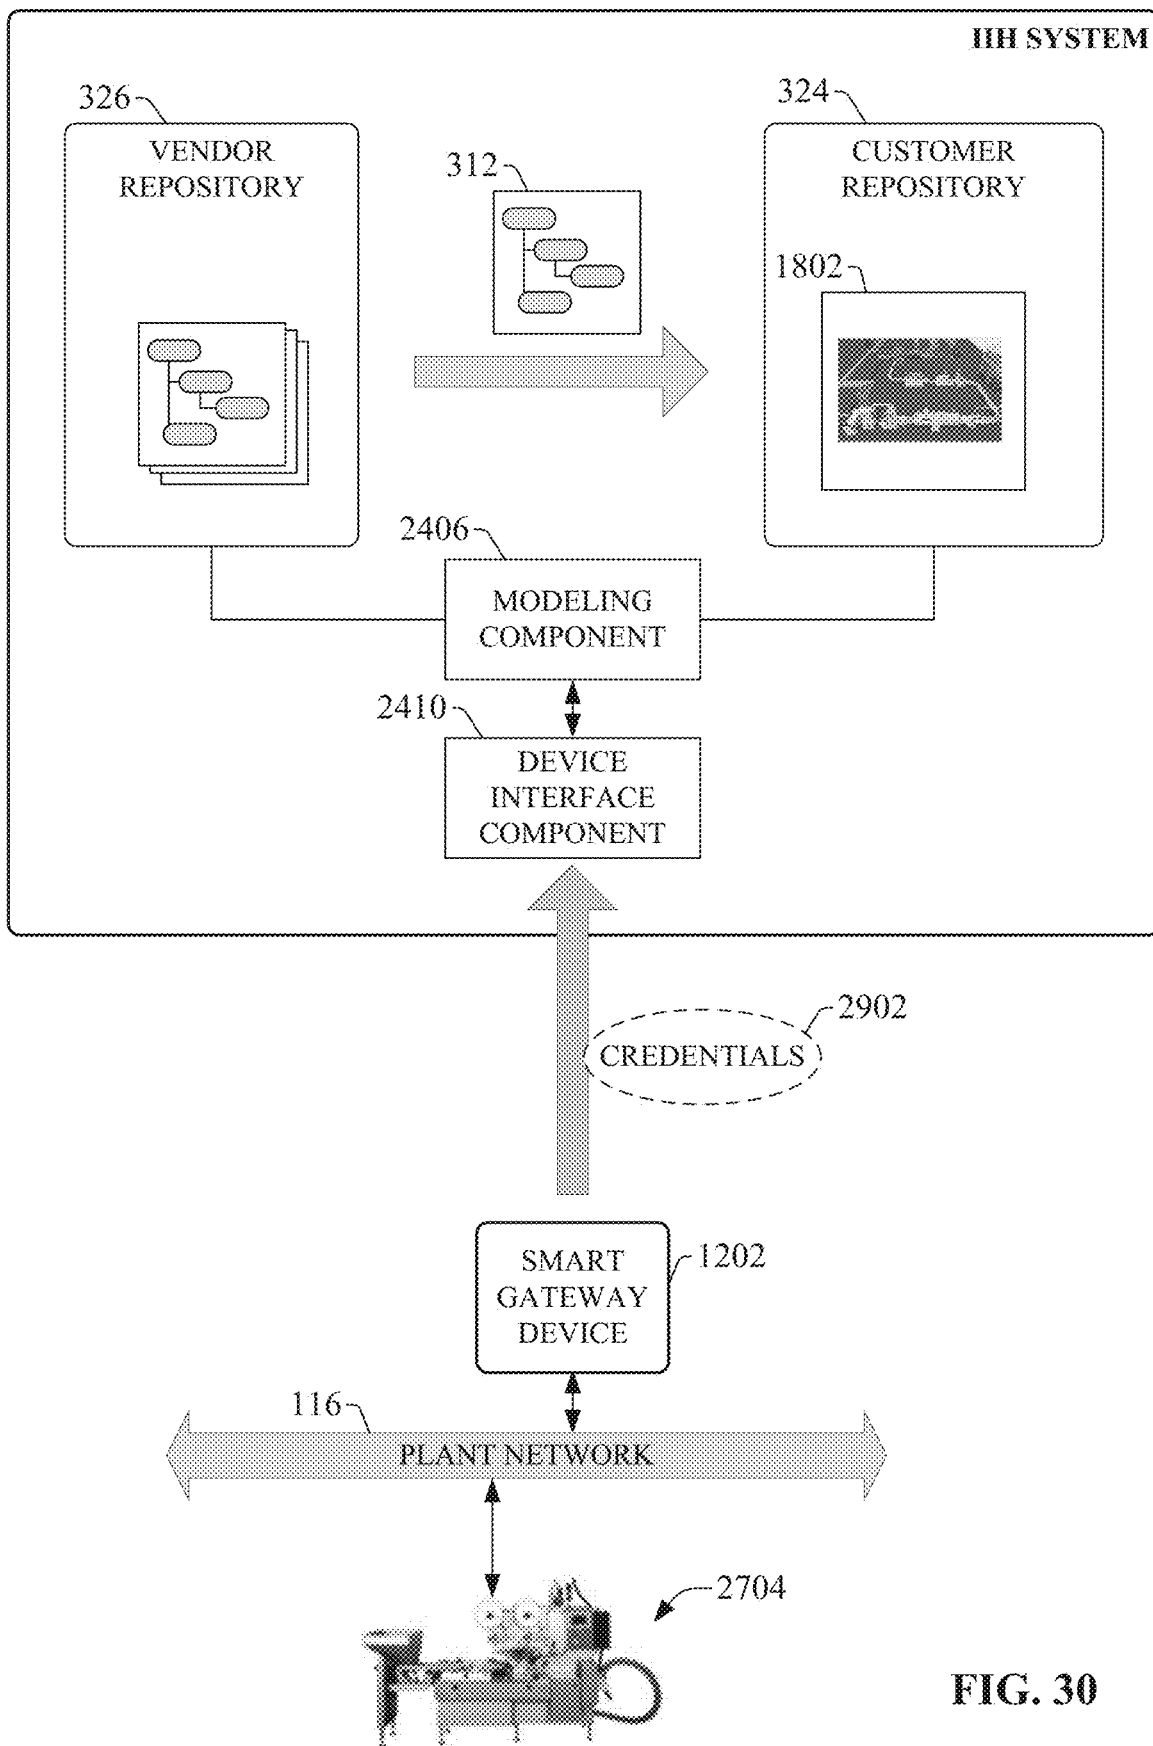 IIH SYSTEM
326
VENDOR
REPOSITORY
312
324
CUSTOMER
REPOSITORY
1802
2406
MODELING
COMPONENT
2410
DEVICE
INTERFACE
COMPONENT
2902
CREDENTIALS
SMART
GATEWAY
DEVICE
1202
116
PLANT NETWORK
2704
FIG. 30